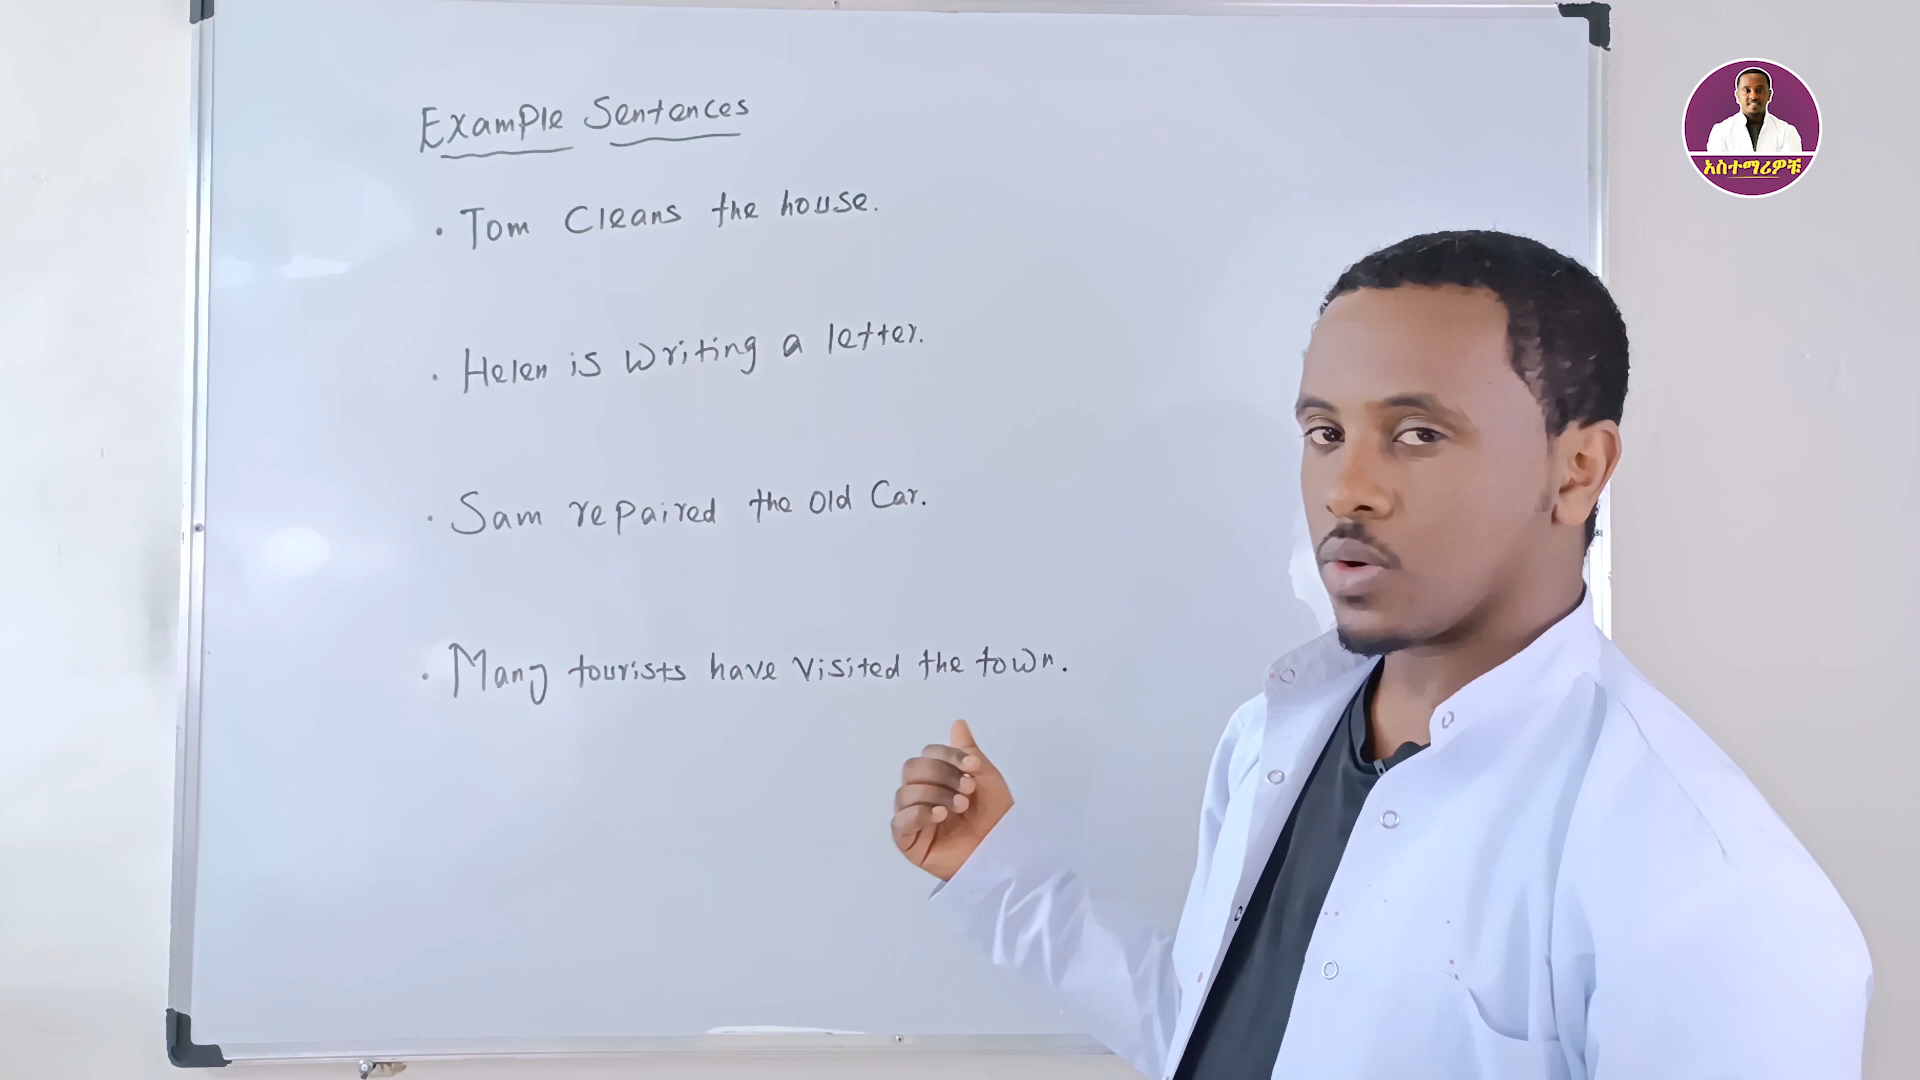 Example Sentences
• Tom Cleans the house.
• Helen is writing a letter.
• Sam repaired the old Car.
• Many tourists have visited the town.
አስተማሪዎቹ